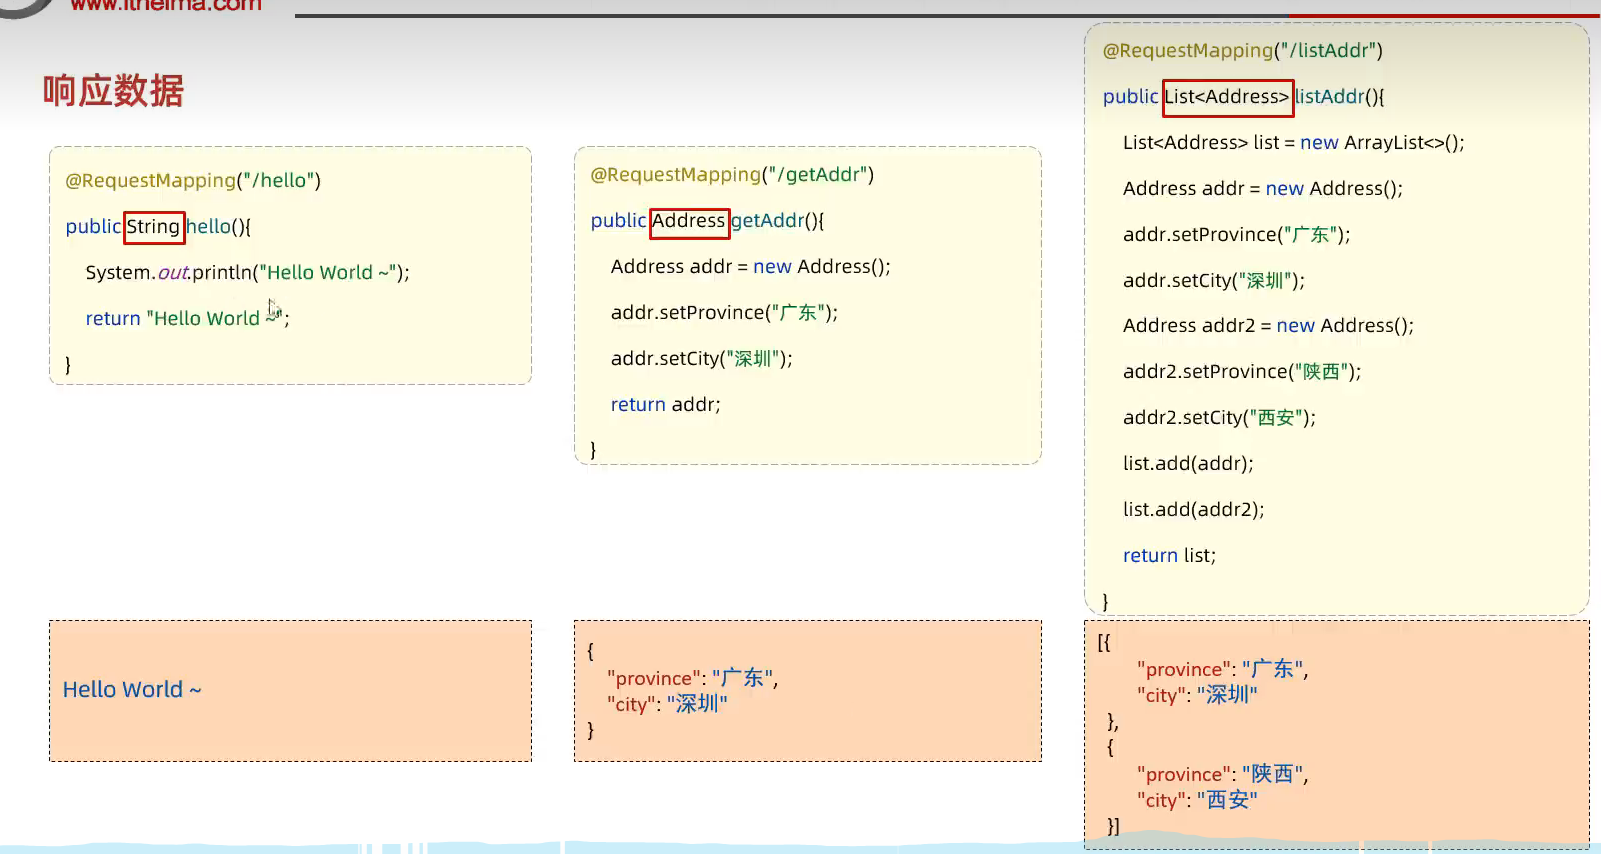 www.itheima.com
响应数据
@RequestMapping("/hello")
public String hello(){
System.out.println("Hello World ~");
return "Hello World ~";
}
Hello World ~
@RequestMapping("/getAddr")
public Address getAddr(){
Address addr = new Address();
addr.setProvince("广东");
addr.setCity("深圳");
return addr;
}
{
"province": "广东",
"city": "深圳"
}
@RequestMapping("/listAddr")
public List<Address> listAddr(){
List<Address> list = new ArrayList<>();
Address addr = new Address();
addr.setProvince("广东");
addr.setCity("深圳");
Address addr2 = new Address();
addr2.setProvince("陕西");
addr2.setCity("西安");
list.add(addr);
list.add(addr2);
return list;
}
[{
"province": "广东",
"city": "深圳"
},
{
"province": "陕西",
"city": "西安"
}]